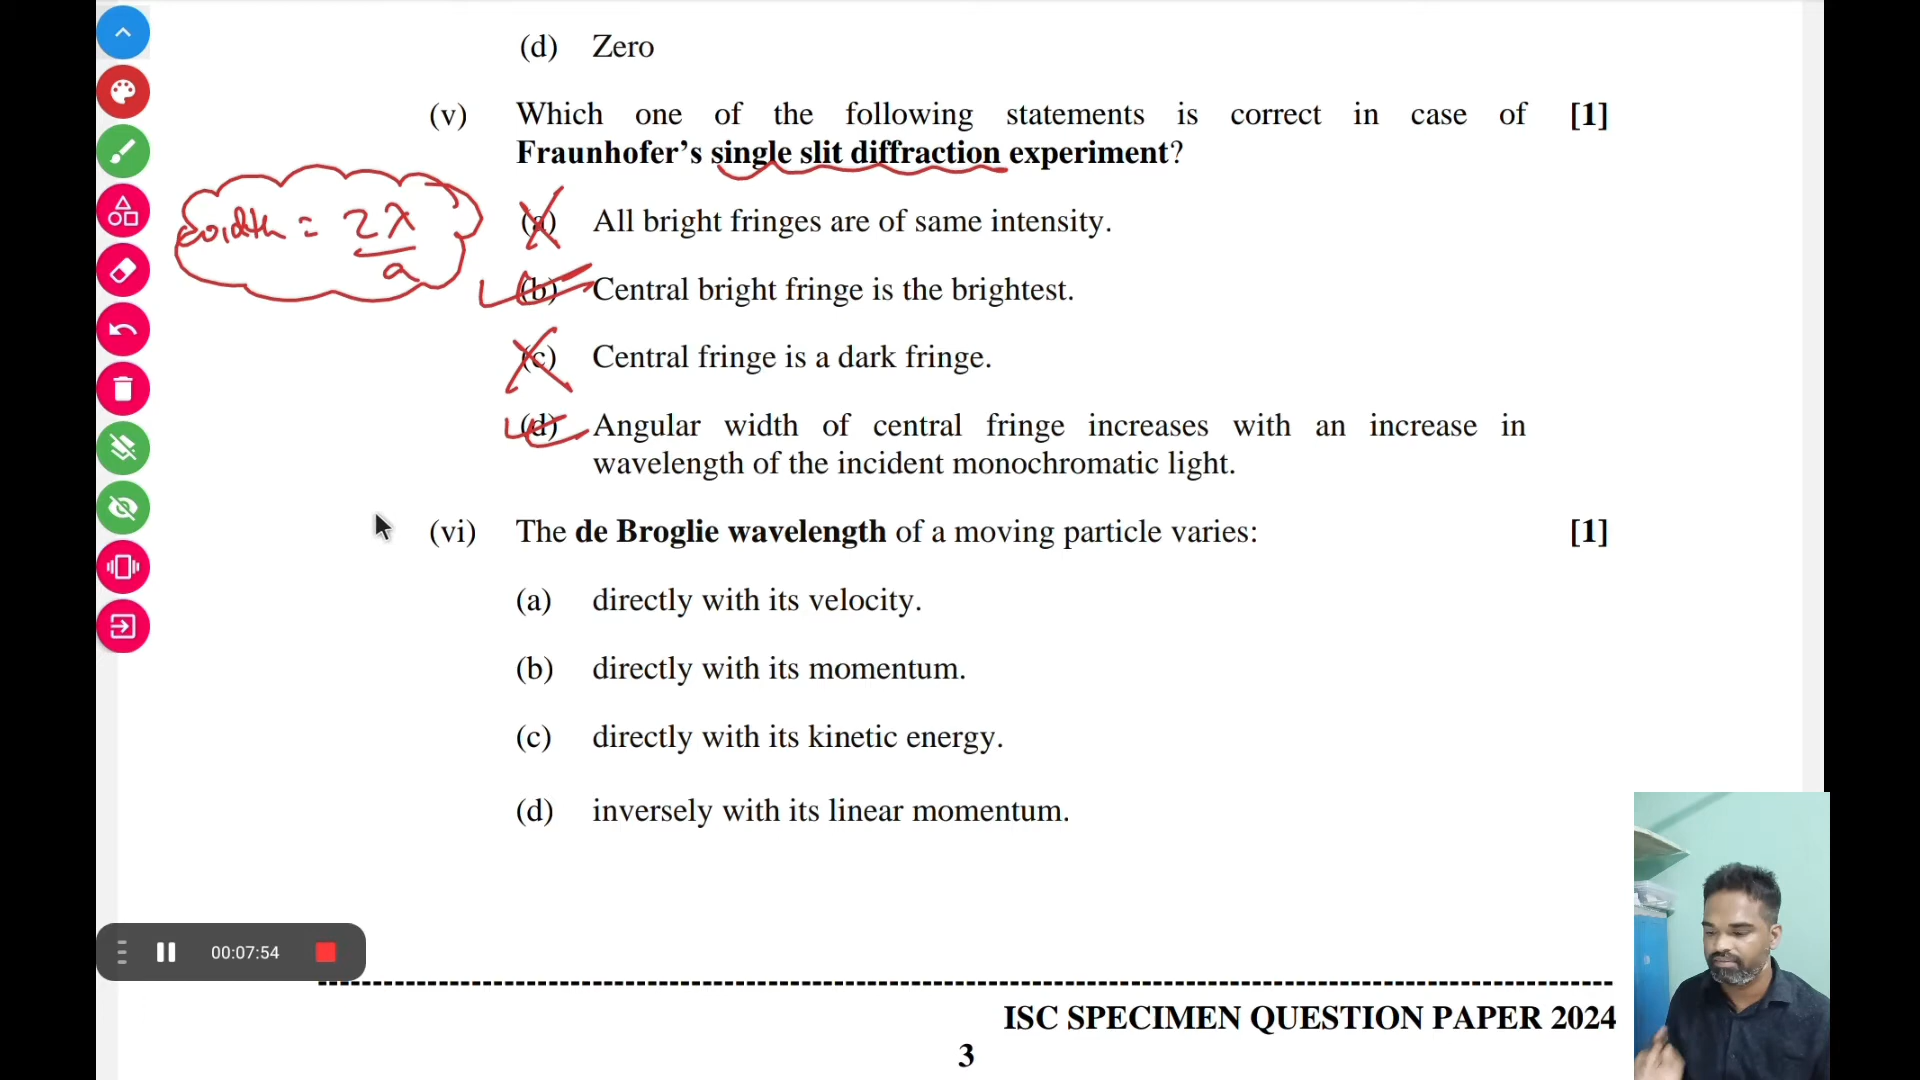 (d) Zero
(v) Which one of the following statements is correct in case of [1]
Fraunhofer's single slit diffraction experiment?
width = 2λ
a
(a) All bright fringes are of same intensity.
(b) Central bright fringe is the brightest.
(c) Central fringe is a dark fringe.
(d) Angular width of central fringe increases with an increase in
wavelength of the incident monochromatic light.
(vi) The de Broglie wavelength of a moving particle varies: [1]
(a) directly with its velocity.
(b) directly with its momentum.
(c) directly with its kinetic energy.
(d) inversely with its linear momentum.
00:07:54
ISC SPECIMEN QUESTION PAPER 2024
3